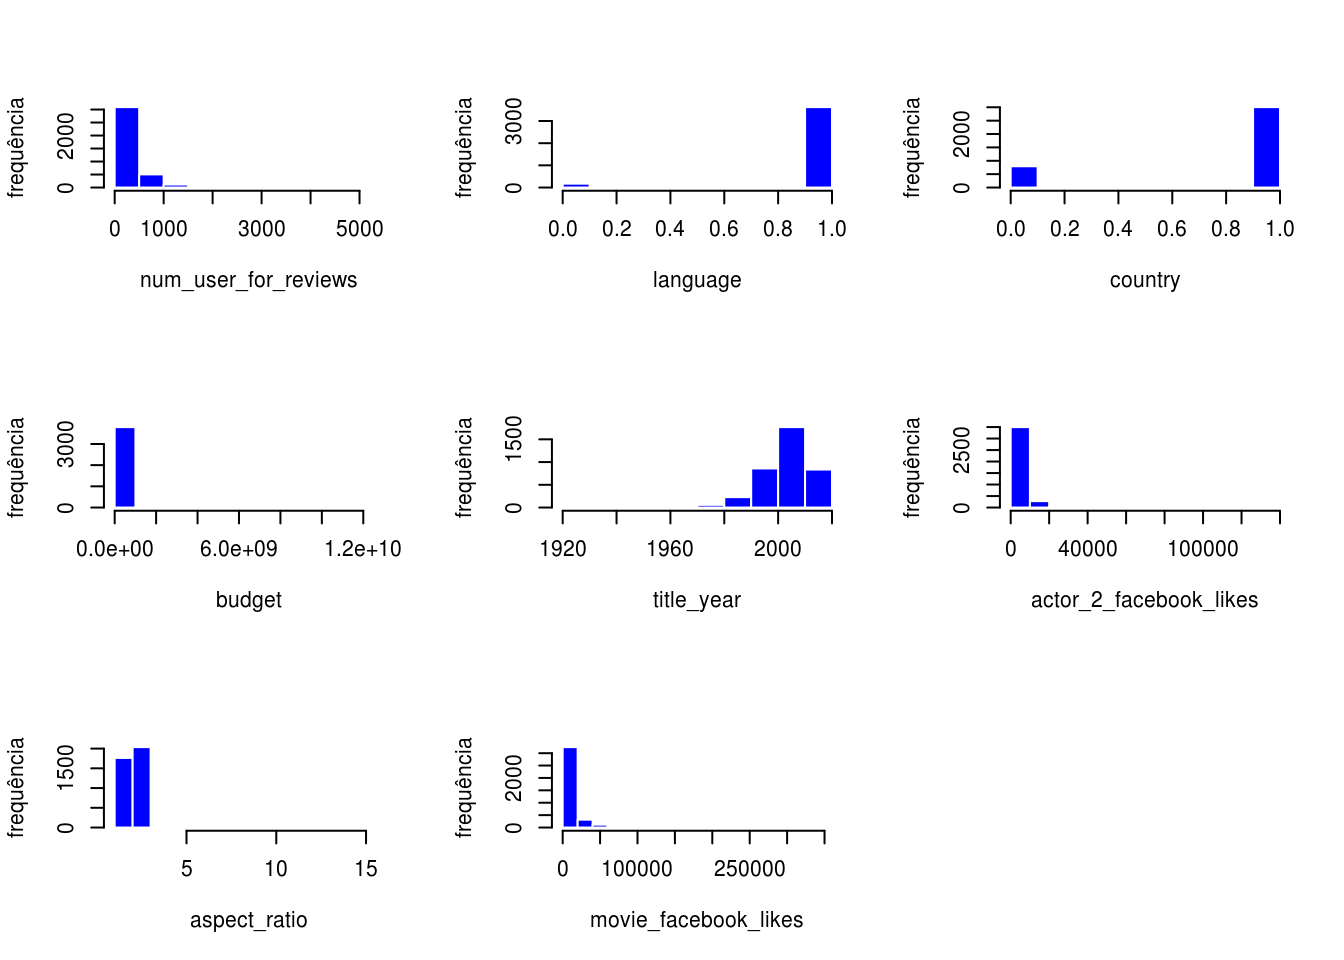 frequência
0 2000
0 1000 3000 5000
num_user_for_reviews
frequência
0 3000
0.0 0.2 0.4 0.6 0.8 1.0
language
frequência
0 2000
0.0 0.2 0.4 0.6 0.8 1.0
country
frequência
0 3000
0.0e+00 6.0e+09 1.2e+10
budget
frequência
0 1500
1920 1960 2000
title_year
frequência
0 2500
0 40000 100000
actor_2_facebook_likes
frequência
0 1500
5 10 15
aspect_ratio
frequência
0 2000
0 100000 250000
movie_facebook_likes